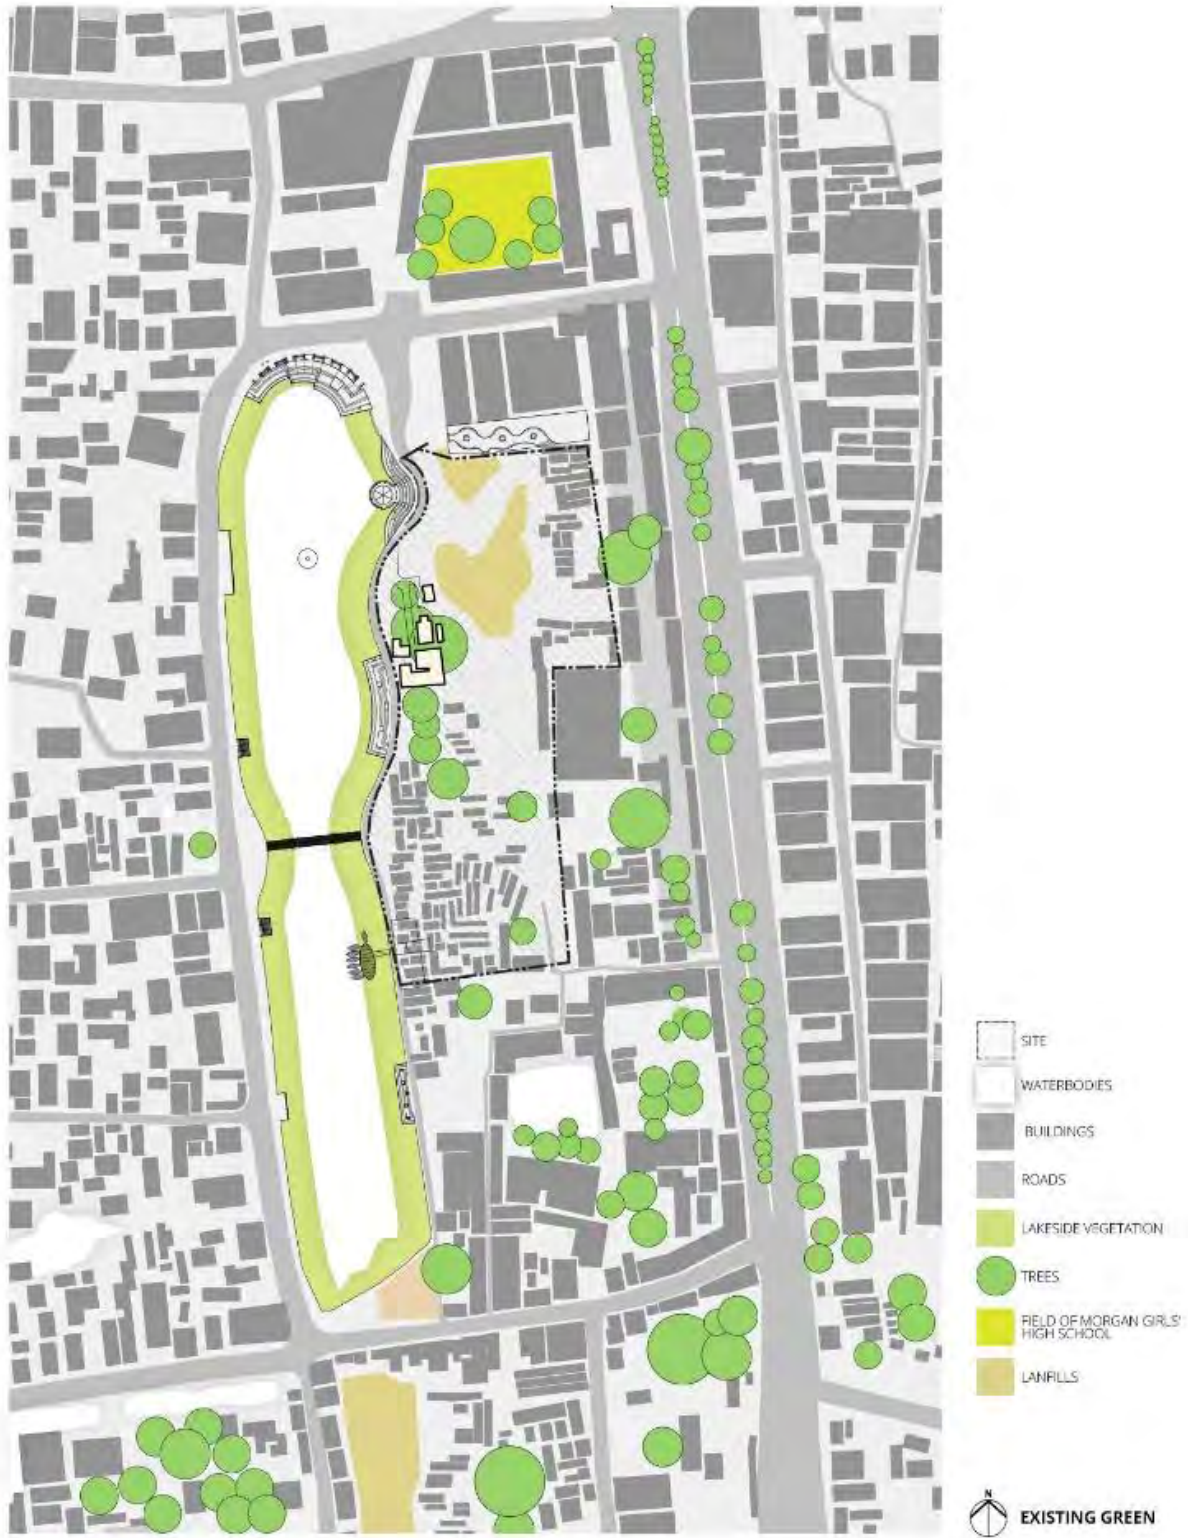 SITE
WATERBODIES
BUILDINGS
ROADS
LAKESIDE VEGETATION
TREES
FIELD OF MORGAN GIRLS'
HIGH SCHOOL
LANFILLS
N
EXISTING GREEN